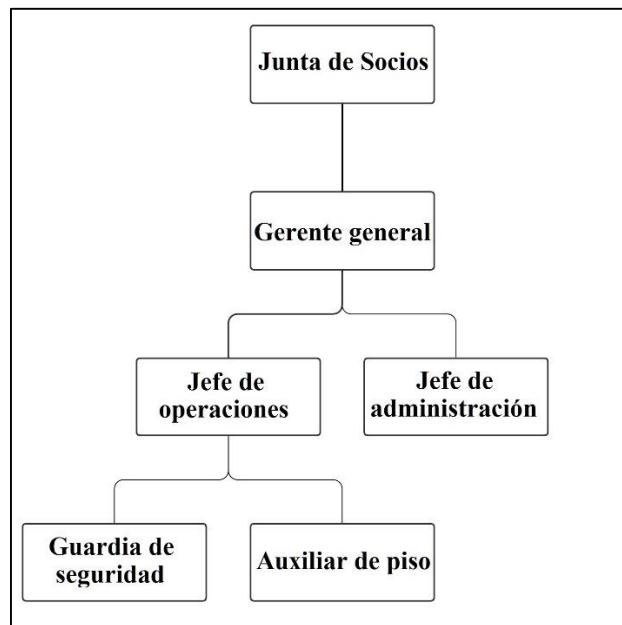 Junta de Socios
Gerente general
Jefe de
operaciones
Jefe de
administración
Guardia de
seguridad
Auxiliar de piso